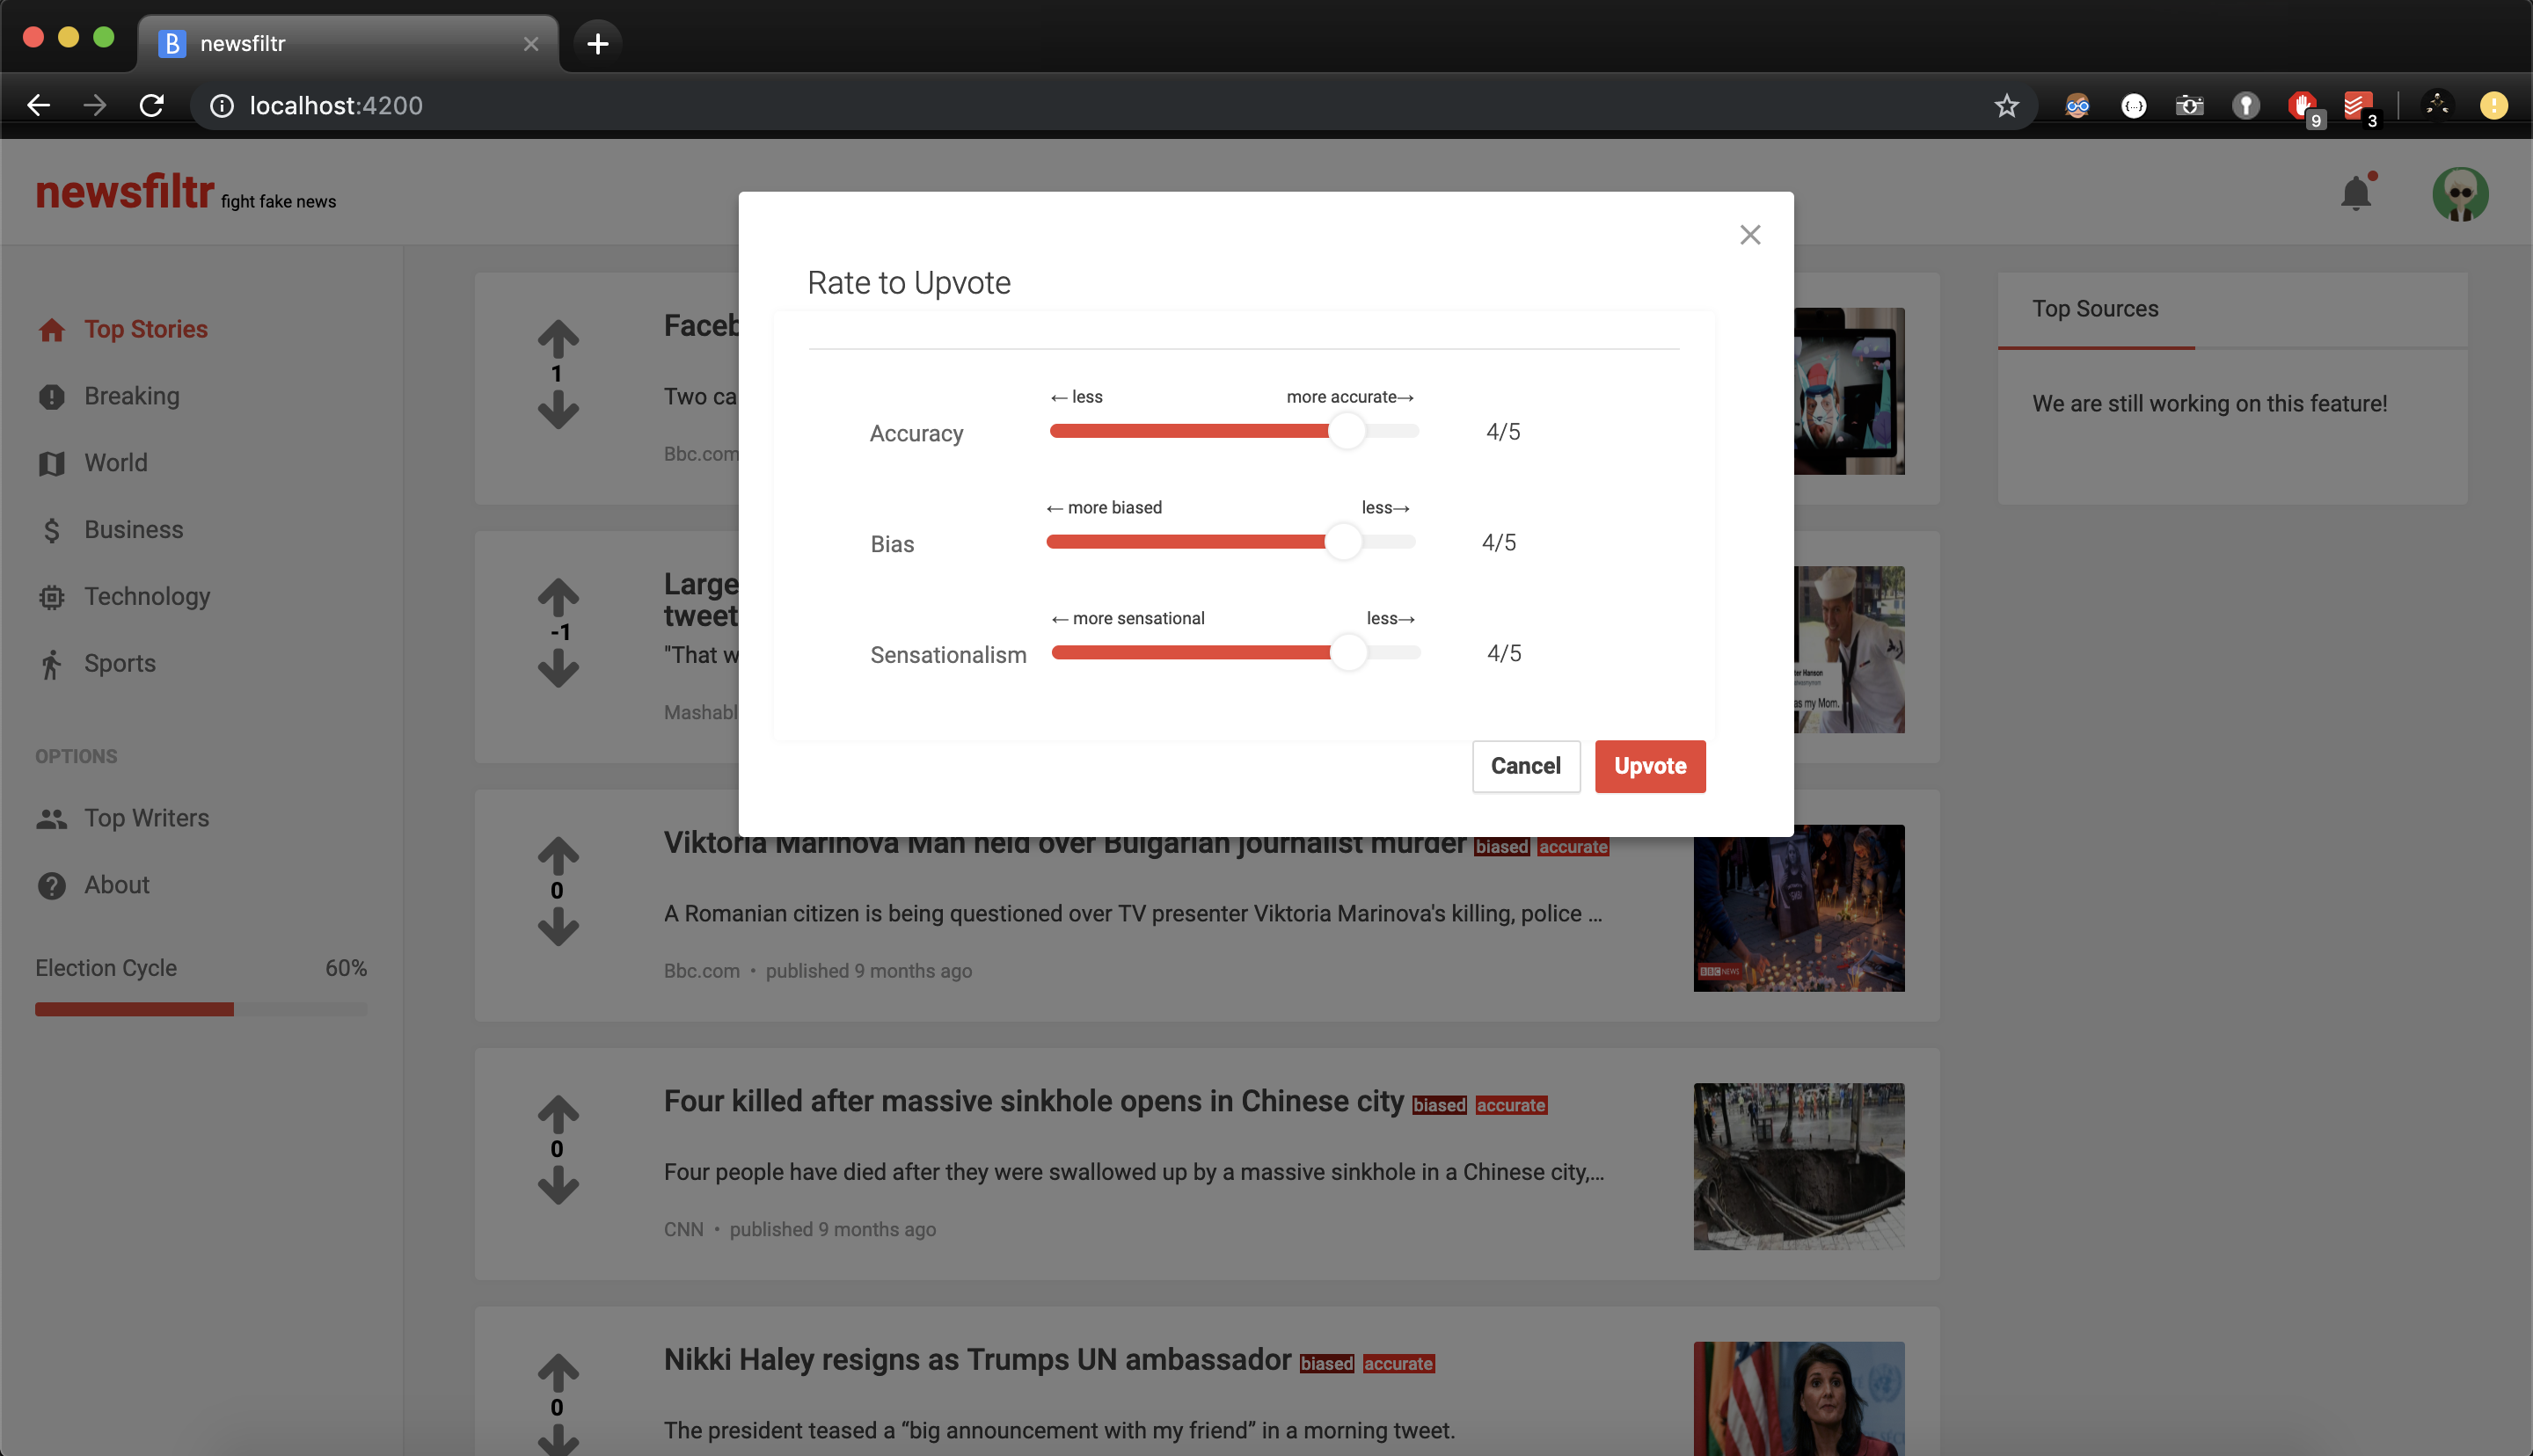 newsfiltr
localhost:4200
9
3
newsfiltr fight fake news
Top Stories
Breaking
World
Business
Technology
Sports
OPTIONS
Top Writers
About
Election Cycle 60%
1
Faceb
Two ca
Bbc.com
-1
Large
tweet
"That w
Mashabl
Rate to Upvote
← less more accurate→
Accuracy 4/5
← more biased less→
Bias 4/5
← more sensational less→
Sensationalism 4/5
Cancel Upvote
as my Mom.
0
Viktoria Marinova Man held over Bulgarian journalist murder biased accurate
A Romanian citizen is being questioned over TV presenter Viktoria Marinova's killing, police ...
Bbc.com • published 9 months ago
BBC NEWS
0
Four killed after massive sinkhole opens in Chinese city biased accurate
Four people have died after they were swallowed up by a massive sinkhole in a Chinese city,...
CNN • published 9 months ago
0
Nikki Haley resigns as Trumps UN ambassador biased accurate
The president teased a “big announcement with my friend” in a morning tweet.
Top Sources
We are still working on this feature!